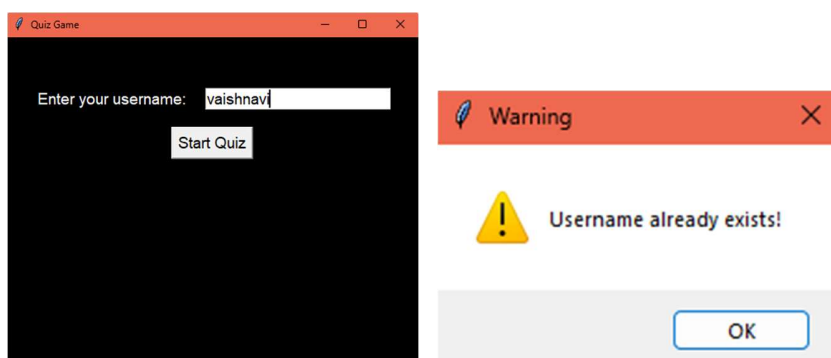 Quiz Game
Enter your username: vaishnavi
Start Quiz
Warning
Username already exists!
OK